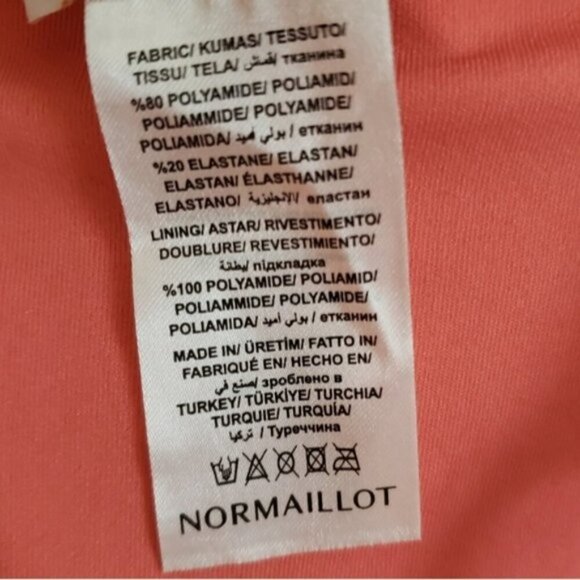 FABRIC/ KUMAS/ TESSUTO/
TISSU/ TELA/ قماش/ тканина
%80 POLYAMIDE/ POLIAMID/
POLIAMMIDE/ POLYAMIDE/
POLIAMIDA/ بولي أميد / етканин
%20 ELASTANE/ ELASTAN/
ELASTAN/ ÉLASTHANNE/
ELASTANO/ الإنجليزية/ еластан
LINING/ ASTAR/ RIVESTIMENTO/
DOUBLURE/ REVESTIMIENTO/
بطانة/ підкладка
%100 POLYAMIDE/ POLIAMID/
POLIAMMIDE/ POLYAMIDE/
POLIAMIDA/ بولي أميد / етканин
MADE IN/ ÜRETİM/ FATTO IN/
FABRIQUÉ EN/ HECHO EN/
صنع في/ зроблено в
TURKEY/ TÜRKİYE/ TURCHIA/
TURQUIE/ TURQUÍA/
تركيا / Туреччина
NORMAILLOT